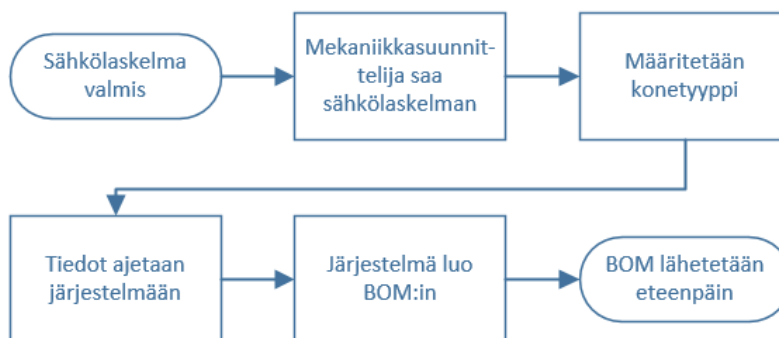 Sähkölaskelma
valmis
Mekaniikkasuunnit-
telija saa
sähkölaskelman
Määritetään
konetyyppi
Tiedot ajetaan
järjestelmään
Järjestelmä luo
BOM:in
BOM lähetetään
eteenpäin